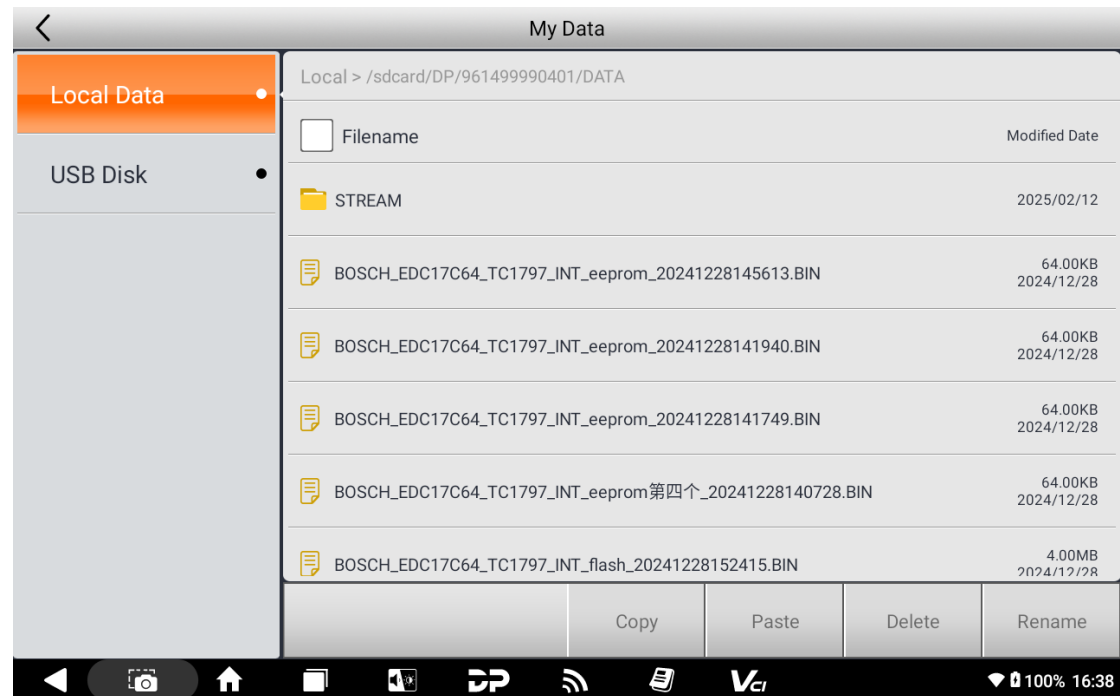 My Data
Local Data
USB Disk
Local > /sdcard/DP/961499990401/DATA
Filename
Modified Date
STREAM
2025/02/12
BOSCH_EDC17C64_TC1797_INT_eeprom_20241228145613.BIN
64.00KB
2024/12/28
BOSCH_EDC17C64_TC1797_INT_eeprom_20241228141940.BIN
64.00KB
2024/12/28
BOSCH_EDC17C64_TC1797_INT_eeprom_20241228141749.BIN
64.00KB
2024/12/28
BOSCH_EDC17C64_TC1797_INT_eeprom第四个_20241228140728.BIN
64.00KB
2024/12/28
BOSCH_EDC17C64_TC1797_INT_flash_20241228152415.BIN
4.00MB
2024/12/28
Copy
Paste
Delete
Rename
DP
VCI
100% 16:38